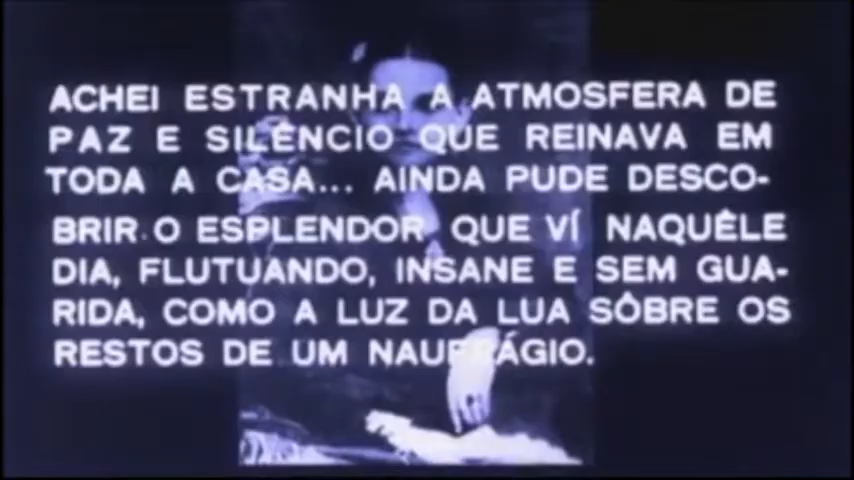 ACHEI ESTRANHA A ATMOSFERA DE
PAZ E SILÊNCIO QUE REINAVA EM
TODA A CASA... AINDA PUDE DESCO-
BRIR O ESPLENDOR QUE VÍ NAQUÊLE
DIA, FLUTUANDO, INSANE E SEM GUA-
RIDA, COMO A LUZ DA LUA SÔBRE OS
RESTOS DE UM NAUFRÁGIO.